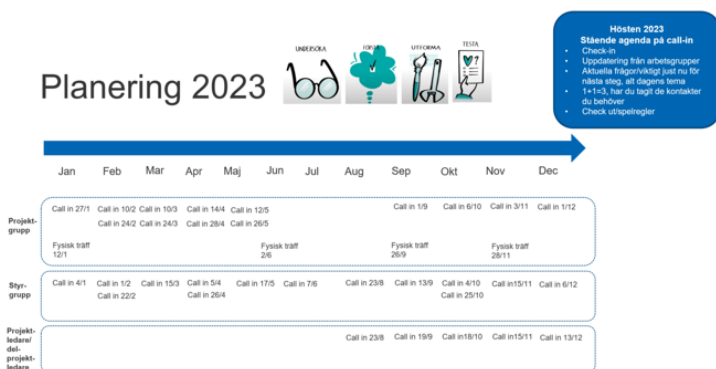 Hösten 2023
Stående agenda på call-in
• Check-in
• Uppdatering från arbetsgrupper
• Aktuella frågor/viktigt just nu för
nästa steg, alt dagens tema
• 1+1=3, har du tagit de kontakter
du behöver
• Check ut/spelregler
UNDERSÖKA
FÖRSTÅ
UTFORMA
TESTA
Planering 2023
Jan Feb Mar Apr Maj Jun Jul Aug Sep Okt Nov Dec
Projekt-
grupp
Call in 27/1 Call in 10/2 Call in 10/3 Call in 14/4 Call in 12/5 Call in 1/9 Call in 6/10 Call in 3/11 Call in 1/12
Call in 24/2 Call in 24/3 Call in 28/4 Call in 26/5
Fysisk träff Fysisk träff Fysisk träff Fysisk träff
12/1 2/6 26/9 28/11
Styr-
grupp
Call in 4/1 Call in 1/2 Call in 15/3 Call in 5/4 Call in 17/5 Call in 7/6 Call in 23/8 Call in 13/9 Call in 4/10 Call in15/11 Call in 6/12
Call in 22/2 Call in 26/4 Call in 25/10
Projekt-
ledare/
del-
projekt-
ledare
Call in 23/8 Call in 19/9 Call in18/10 Call in15/11 Call in 13/12